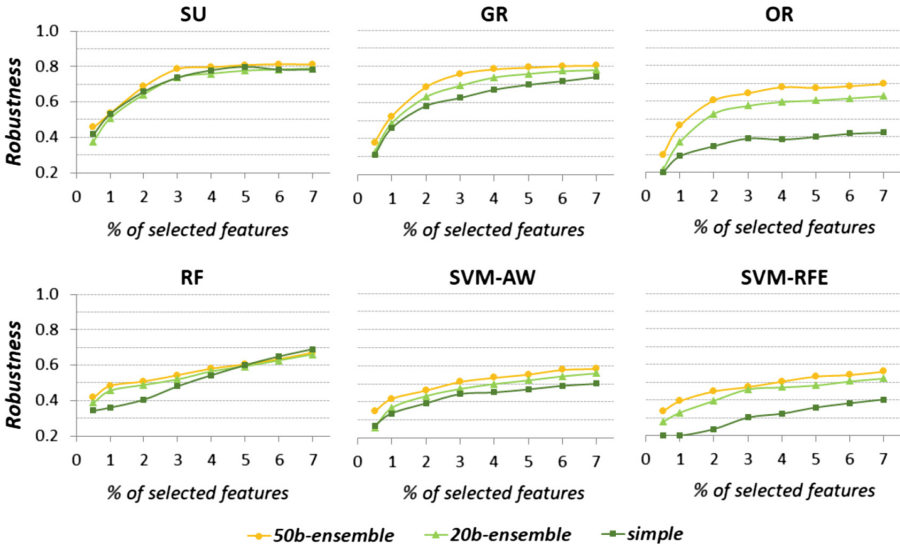 SU GR OR
1.0
0.8
0.6
0.4
0.2
Robustness
0 1 2 3 4 5 6 7 0 1 2 3 4 5 6 7 0 1 2 3 4 5 6 7
% of selected features % of selected features % of selected features
RF SVM-AW SVM-RFE
1.0
0.8
0.6
0.4
0.2
Robustness
0 1 2 3 4 5 6 7 0 1 2 3 4 5 6 7 0 1 2 3 4 5 6 7
% of selected features % of selected features % of selected features
50b-ensemble 20b-ensemble simple